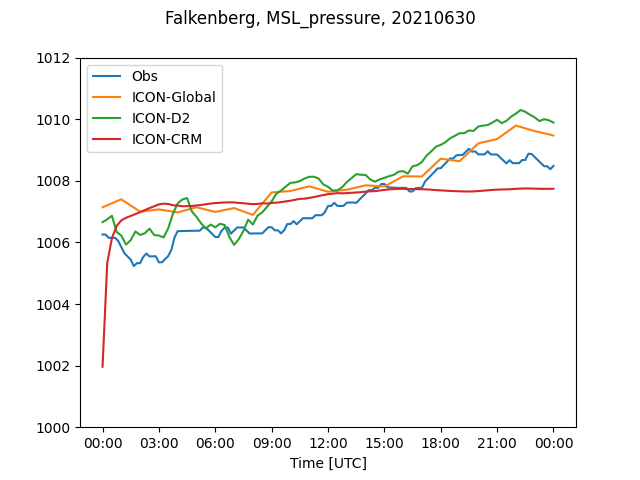 Falkenberg, MSL_pressure, 20210630
1012
1010
1008
1006
1004
1002
1000
Obs
ICON-Global
ICON-D2
ICON-CRM
00:00 03:00 06:00 09:00 12:00 15:00 18:00 21:00 00:00
Time [UTC]